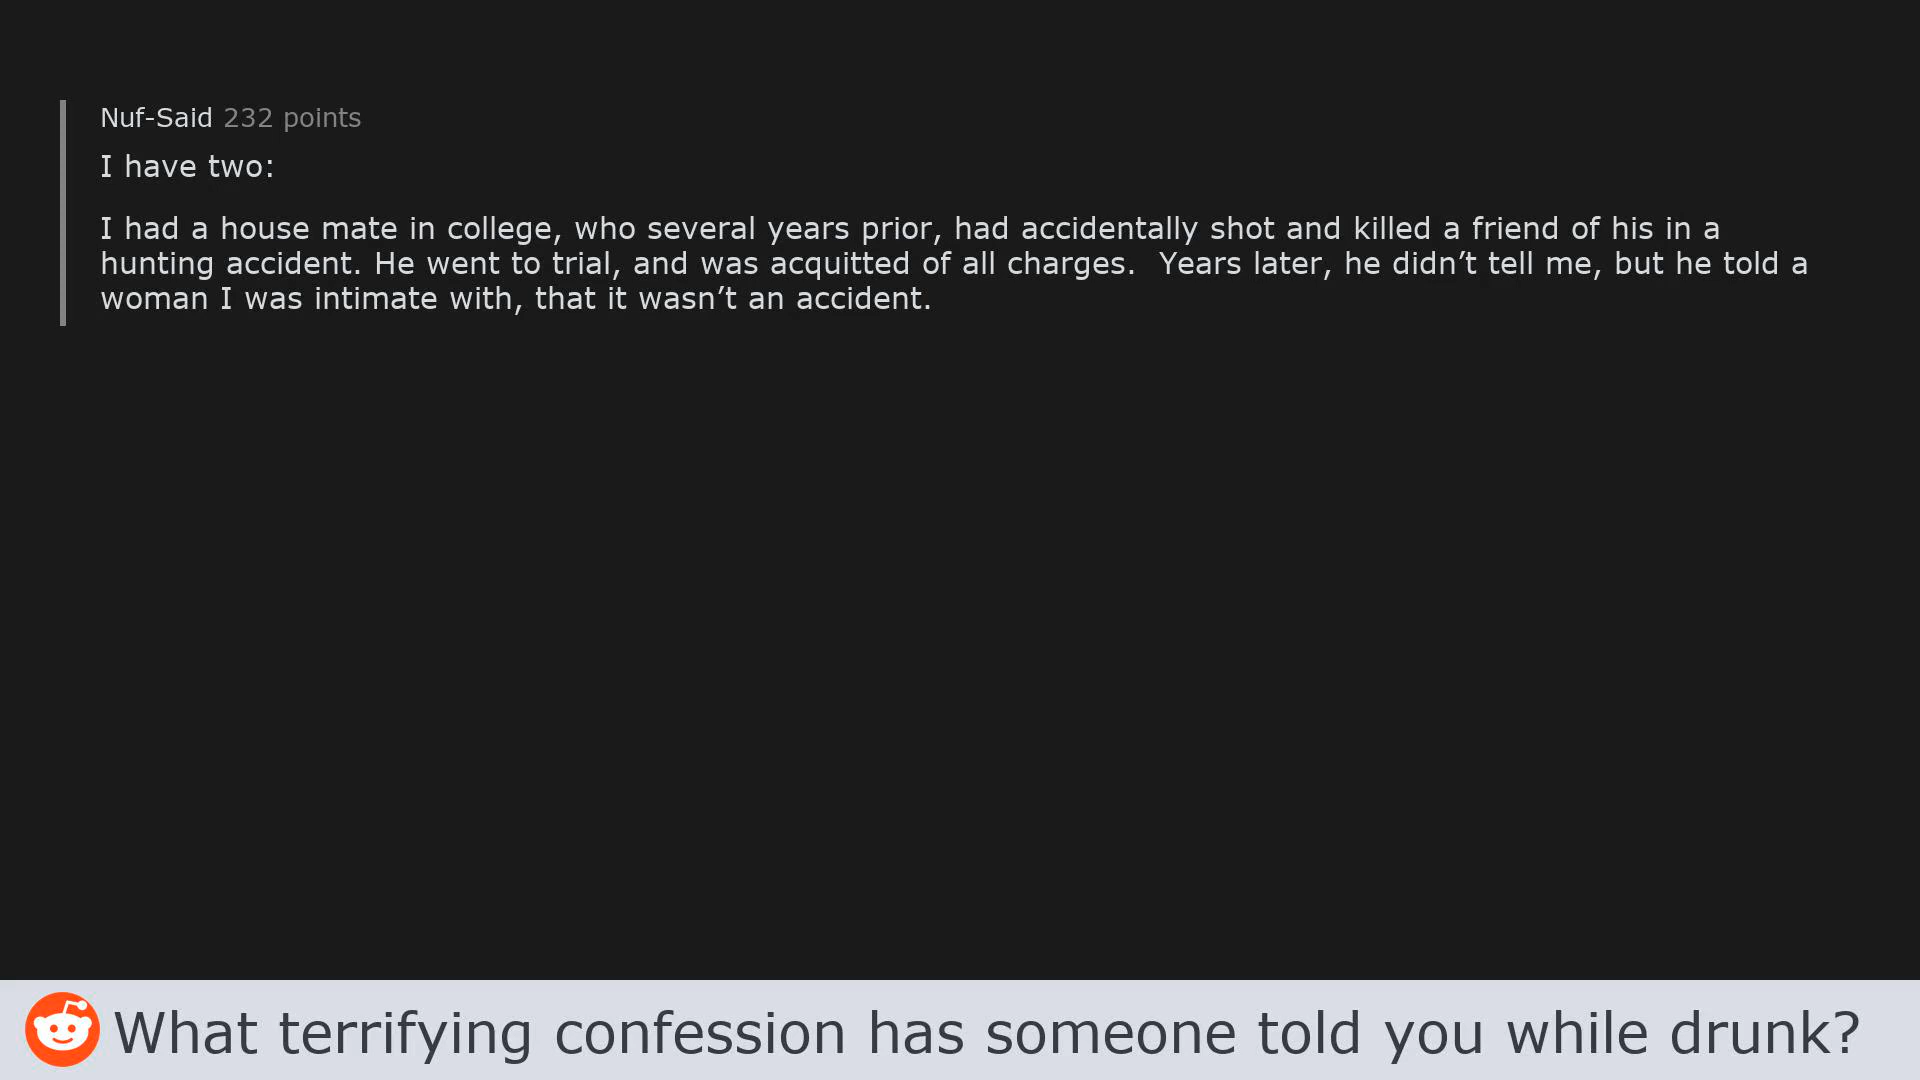 Nuf-Said 232 points
I have two:
I had a house mate in college, who several years prior, had accidentally shot and killed a friend of his in a
hunting accident. He went to trial, and was acquitted of all charges.  Years later, he didn’t tell me, but he told a
woman I was intimate with, that it wasn’t an accident.
What terrifying confession has someone told you while drunk?